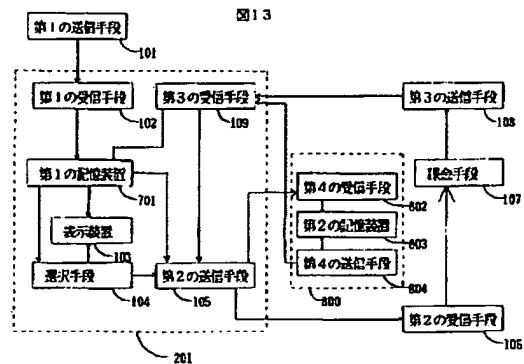 図13
第1の送信手段
101
第1の受信手段
102
第3の受信手段
109
第3の送信手段
108
第1の記憶装置
701
第4の受信手段
802
課金手段
107
表示装置
103
第2の記憶装置
803
選択手段
104
第2の送信手段
105
第4の送信手段
804
800
第2の受信手段
106
201